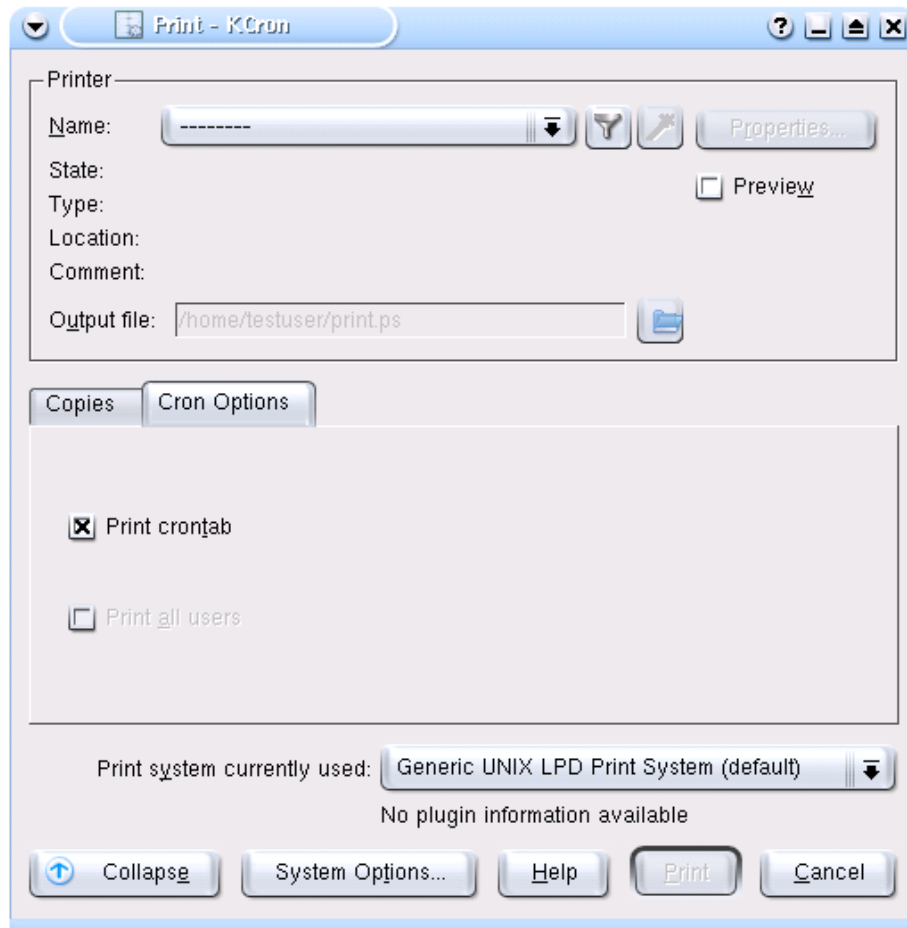 Print - KCron
Printer
Name: --------
Properties...
State:
Preview
Type:
Location:
Comment:
Output file: /home/testuser/print.ps
Copies
Cron Options
Print crontab
Print all users
Print system currently used: Generic UNIX LPD Print System (default)
No plugin information available
Collapse
System Options...
Help
Print
Cancel